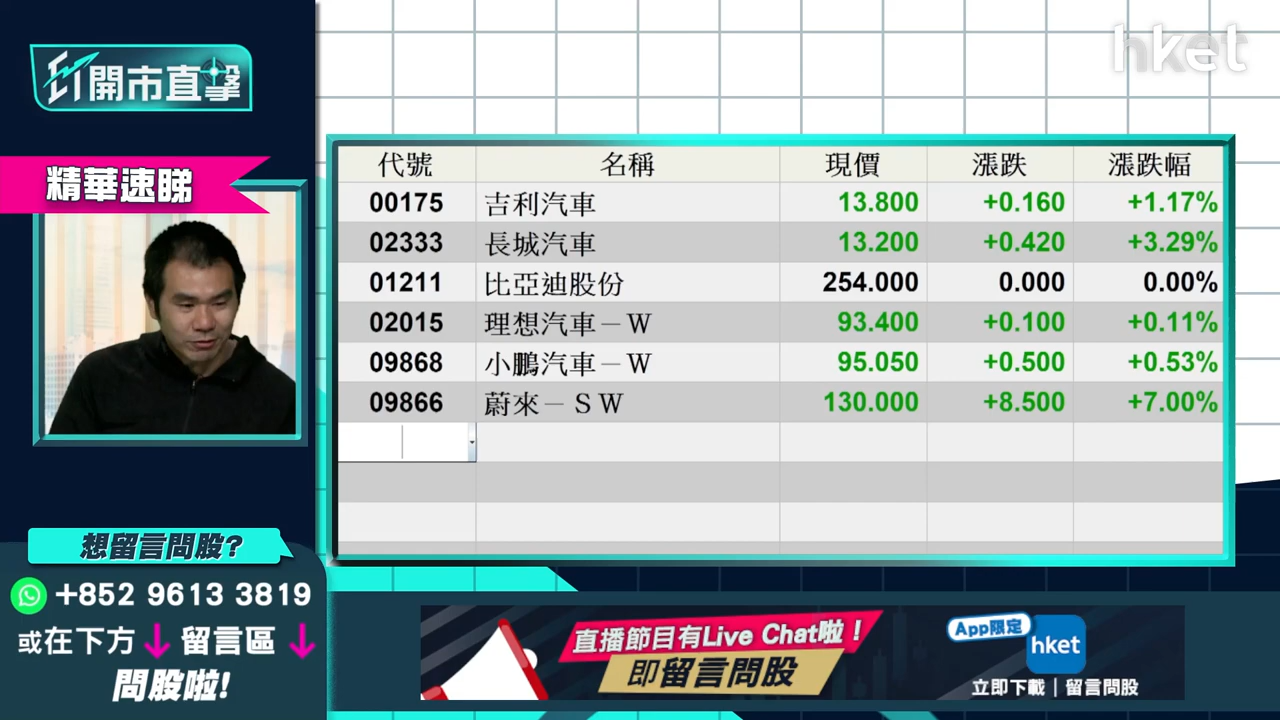 hket
ET開市直擊
精華速睇
代號 名稱 現價 漲跌 漲跌幅
00175 吉利汽車 13.800 +0.160 +1.17%
02333 長城汽車 13.200 +0.420 +3.29%
01211 比亞迪股份 254.000 0.000 0.00%
02015 理想汽車－W 93.400 +0.100 +0.11%
09868 小鵬汽車－W 95.050 +0.500 +0.53%
09866 蔚來－ＳＷ 130.000 +8.500 +7.00%
想留言問股?
+852 9613 3819
或在下方↓留言區↓
問股啦!
直播節目有Live Chat啦！
即留言問股
App限定
hket
立即下載｜留言問股